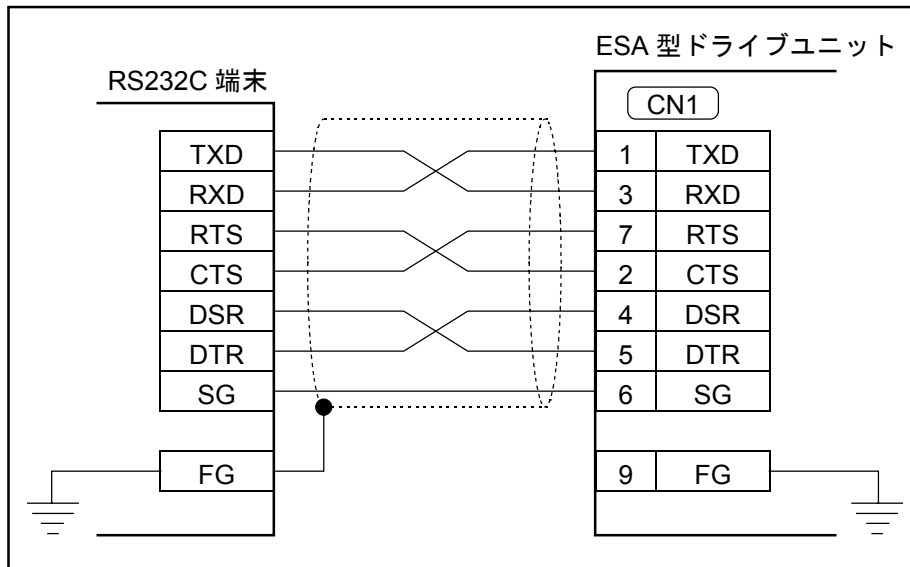 ESA 型ドライブユニット
RS232C 端末
CN1
TXD 1 TXD
RXD 3 RXD
RTS 7 RTS
CTS 2 CTS
DSR 4 DSR
DTR 5 DTR
SG 6 SG
FG 9 FG